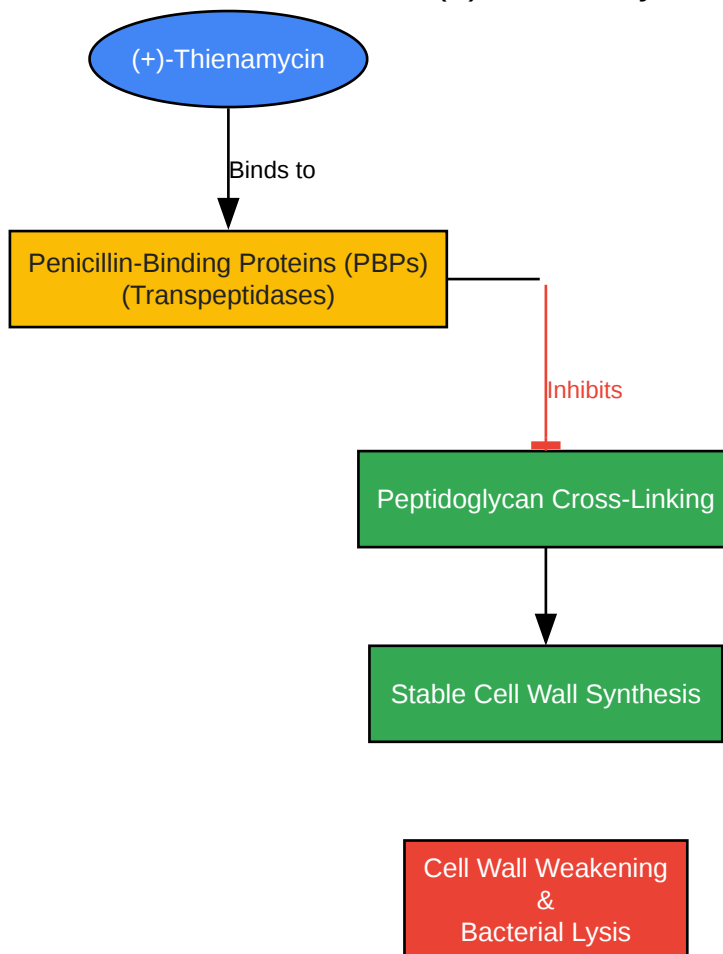 (+)-Thienamycin
Binds to
Penicillin-Binding Proteins (PBPs)
(Transpeptidases)
Inhibits
Peptidoglycan Cross-Linking
Stable Cell Wall Synthesis
Cell Wall Weakening
&
Bacterial Lysis